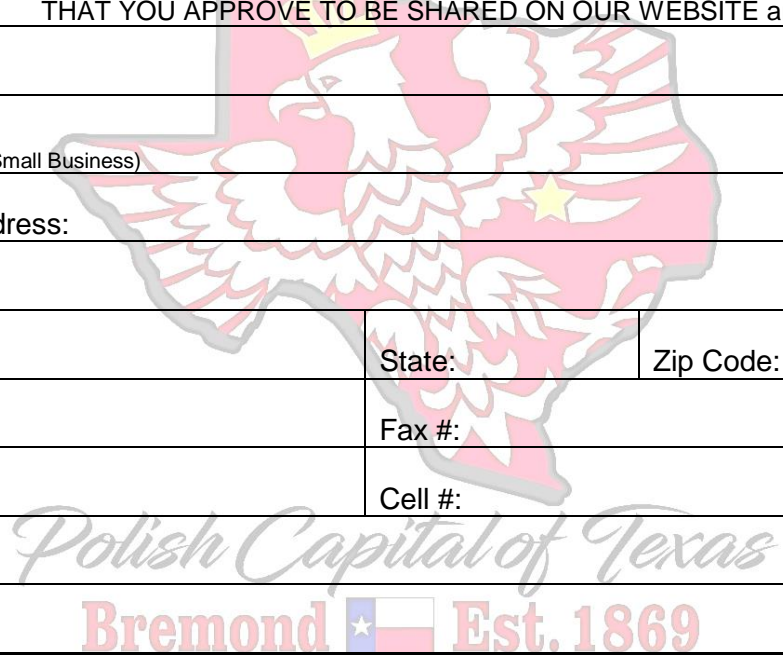 THAT YOU APPROVE TO BE SHARED ON OUR WEBSITE a
Small Business)
dress:
State: Zip Code:
Fax #:
Cell #:
Polish Capital of Texas
Bremond Est. 1869